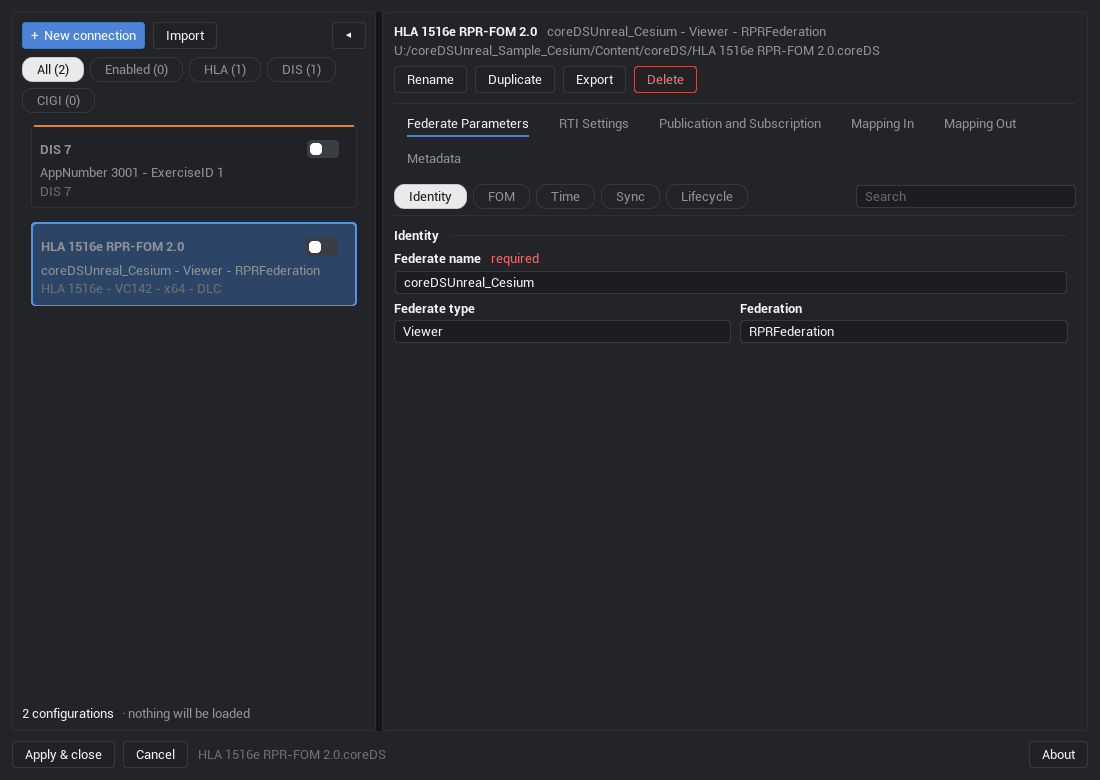 + New connection
Import
◂
All (2)
Enabled (0)
HLA (1)
DIS (1)
CIGI (0)
DIS 7
AppNumber 3001 - ExerciseID 1
DIS 7
HLA 1516e RPR-FOM 2.0
coreDSUnreal_Cesium - Viewer - RPRFederation
HLA 1516e - VC142 - x64 - DLC
2 configurations · nothing will be loaded
HLA 1516e RPR-FOM 2.0 coreDSUnreal_Cesium - Viewer - RPRFederation
U:/coreDSUnreal_Sample_Cesium/Content/coreDS/HLA 1516e RPR-FOM 2.0.coreDS
Rename
Duplicate
Export
Delete
Federate Parameters
RTI Settings
Publication and Subscription
Mapping In
Mapping Out
Metadata
Identity
FOM
Time
Sync
Lifecycle
Search
Identity
Federate name required
coreDSUnreal_Cesium
Federate type
Viewer
Federation
RPRFederation
Apply & close
Cancel
HLA 1516e RPR-FOM 2.0.coreDS
About